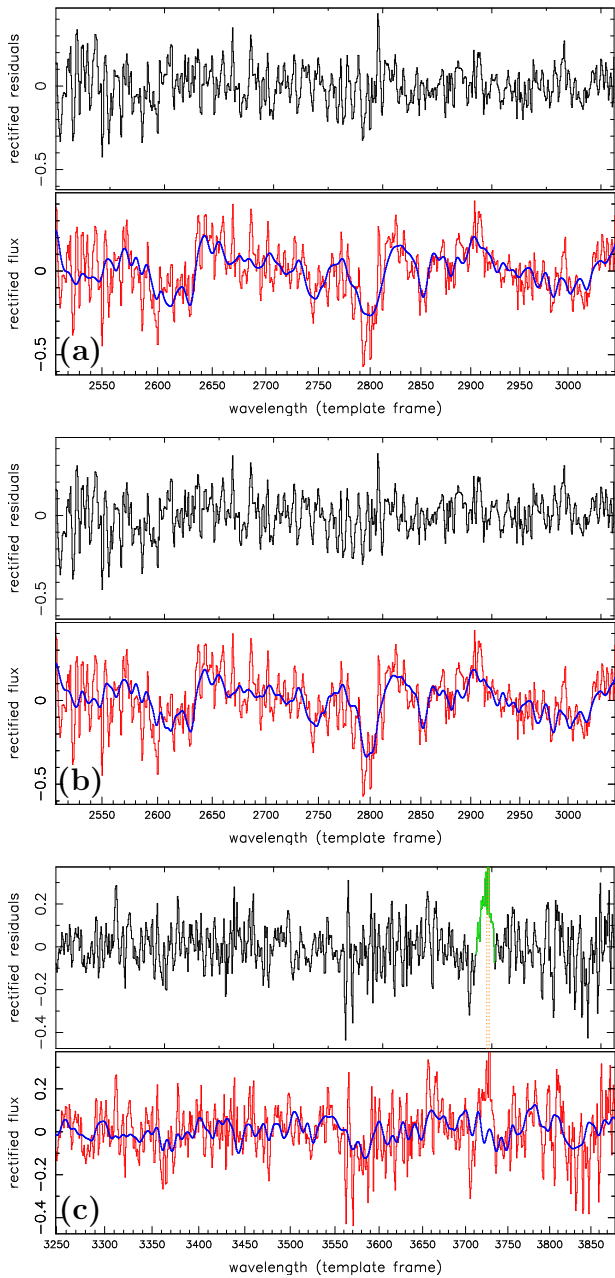 rectified residuals
0
−0.5
rectified flux
0
−0.5
(a)
2550 2600 2650 2700 2750 2800 2850 2900 2950 3000
wavelength (template frame)
rectified residuals
0
−0.5
rectified flux
0
−0.5
(b)
2550 2600 2650 2700 2750 2800 2850 2900 2950 3000
wavelength (template frame)
rectified residuals
0.2
0
−0.2
−0.4
rectified flux
0.2
0
−0.2
−0.4
(c)
3250 3300 3350 3400 3450 3500 3550 3600 3650 3700 3750 3800 3850
wavelength (template frame)